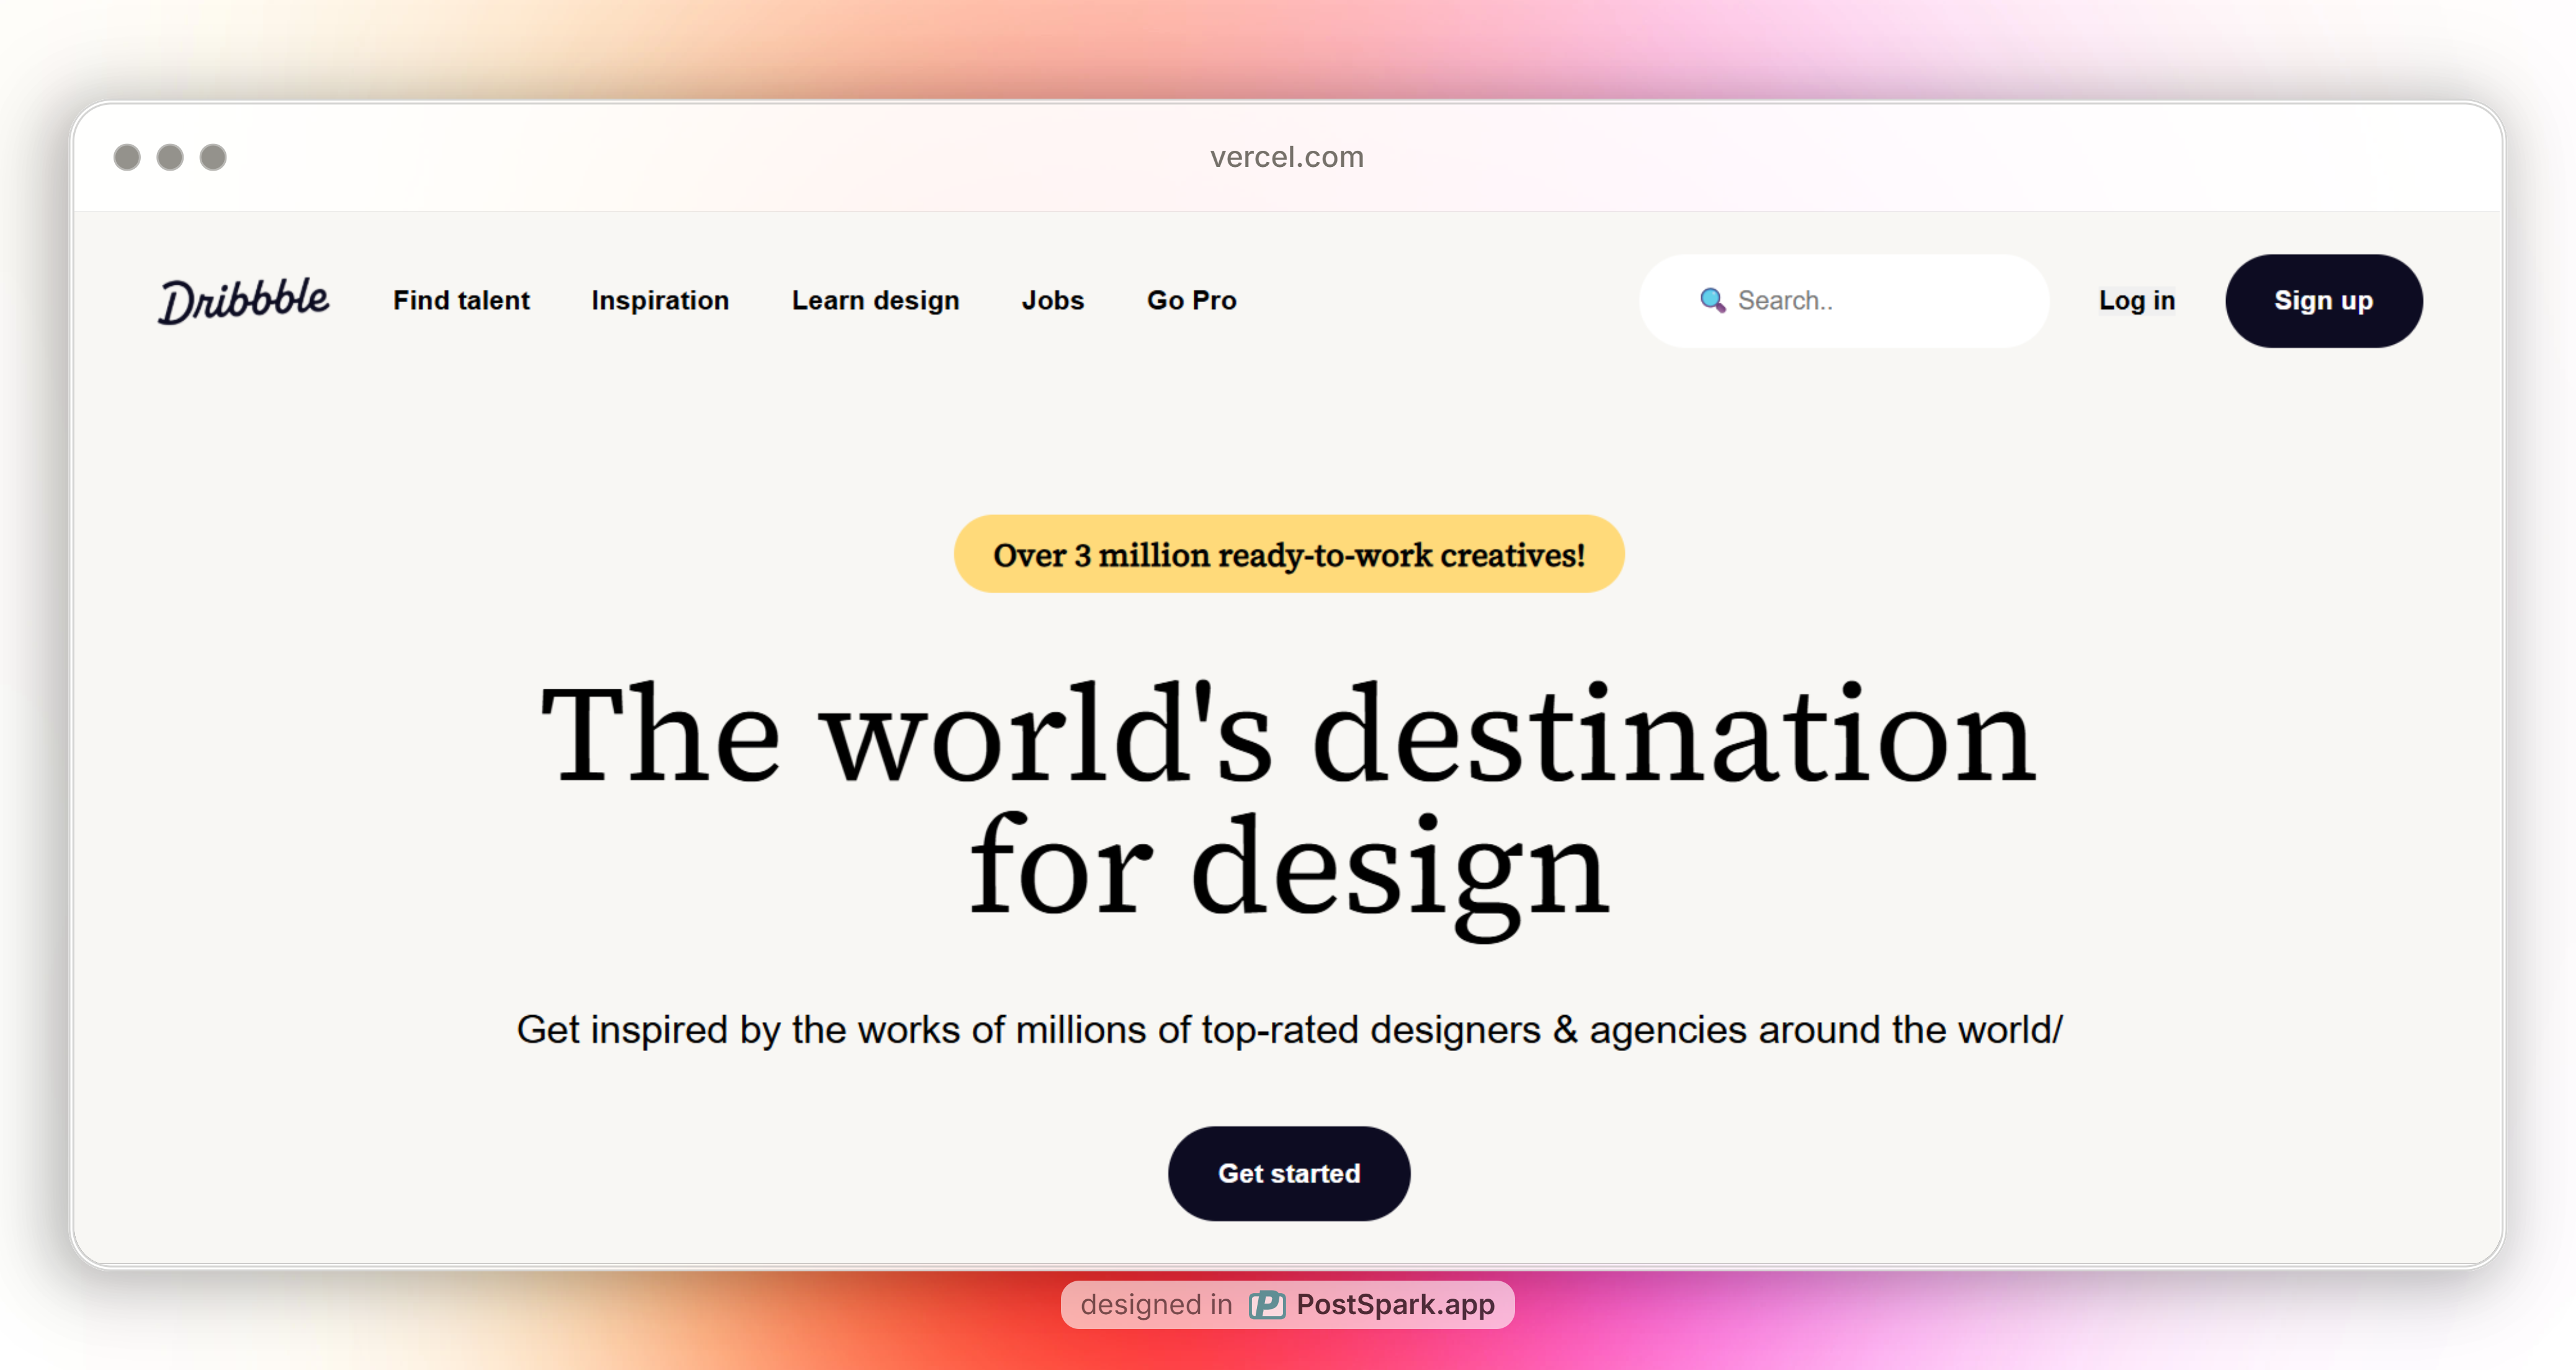 vercel.com
Dribbble Find talent Inspiration Learn design Jobs Go Pro Search.. Log in Sign up
Over 3 million ready-to-work creatives!
The world's destination
for design
Get inspired by the works of millions of top-rated designers & agencies around the world/
Get started
designed in PostSpark.app